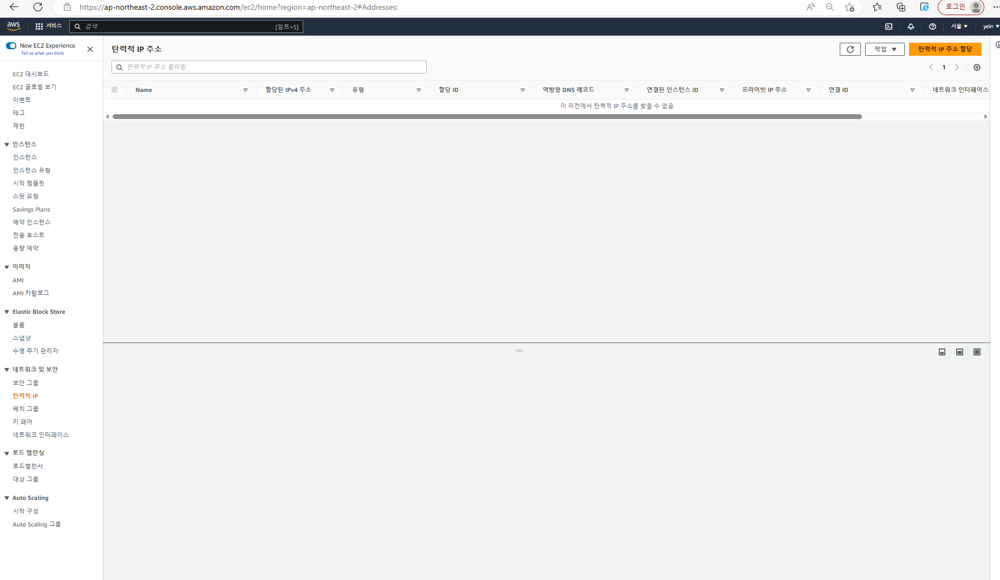 https://ap-northeast-2.console.aws.amazon.com/ec2/home?region=ap-northeast-2#Addresses:
로그인
aws
서비스
검색
[알트+S]
서울
yein
New EC2 Experience
Tell us what you think
EC2 대시보드
EC2 글로벌 보기
이벤트
태그
제한
인스턴스
인스턴스
인스턴스 유형
시작 템플릿
스팟 요청
Savings Plans
예약 인스턴스
전용 호스트
용량 예약
이미지
AMI
AMI 카탈로그
Elastic Block Store
볼륨
스냅샷
수명 주기 관리자
네트워크 및 보안
보안 그룹
탄력적 IP
배치 그룹
키 페어
네트워크 인터페이스
로드 밸런싱
로드밸런서
대상 그룹
Auto Scaling
시작 구성
Auto Scaling 그룹
탄력적 IP 주소
작업
탄력적 IP 주소 할당
탄력적 IP 주소 필터링
1
Name
할당된 IPv4 주소
유형
할당 ID
역방향 DNS 레코드
연결된 인스턴스 ID
프라이빗 IP 주소
연결 ID
네트워크 인터페이스
이 리전에서 탄력적 IP 주소를 찾을 수 없음